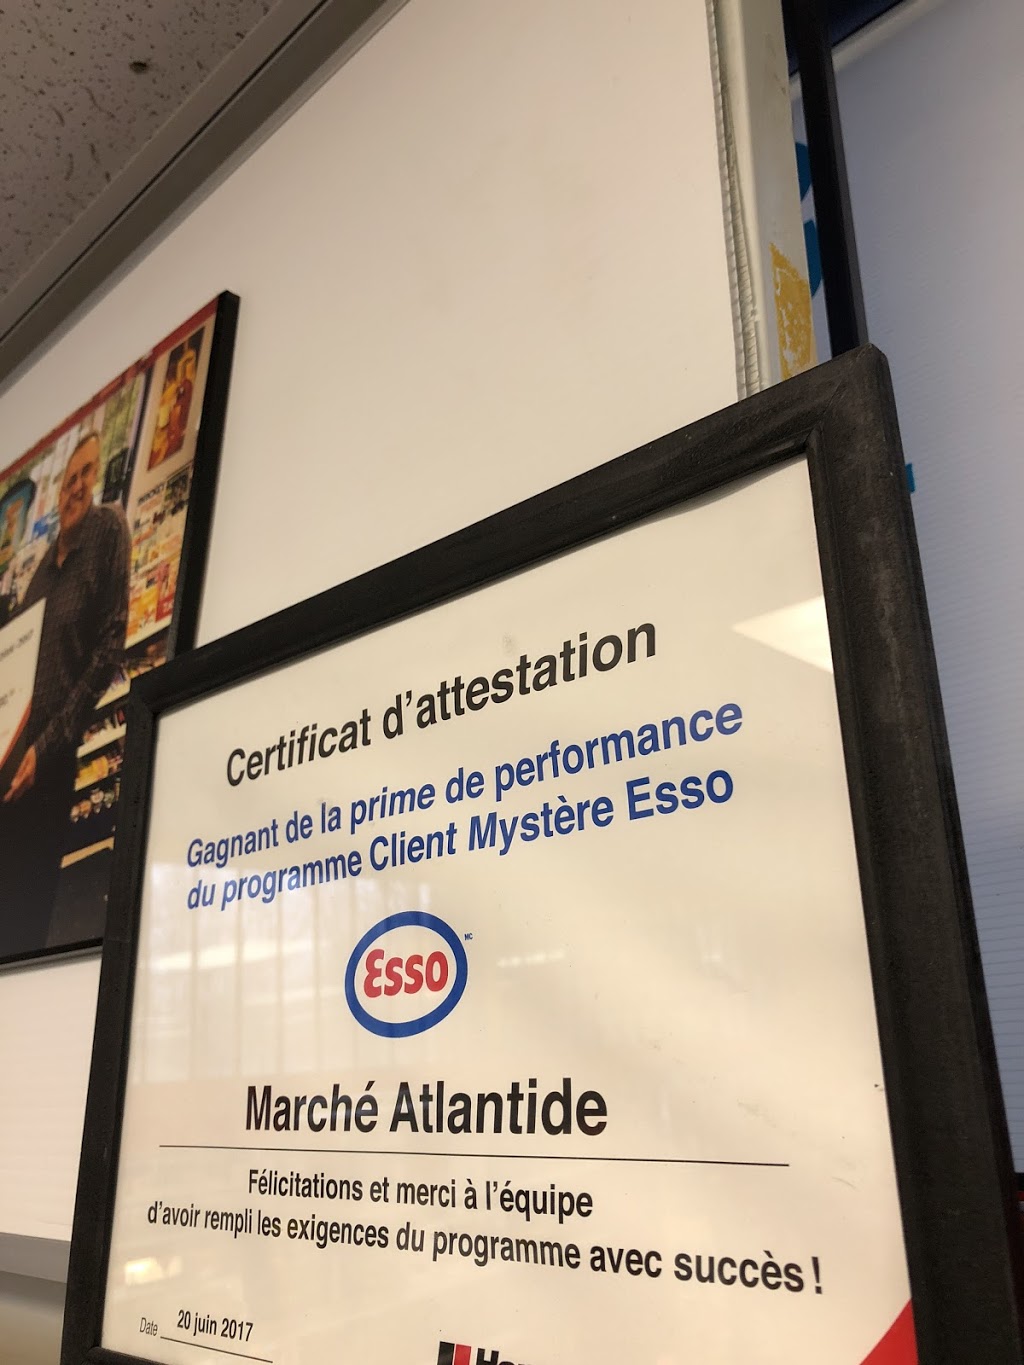 Certificat d'attestation
Gagnant de la prime de performance
du programme Client Mystère Esso
Esso MC
Marché Atlantide
Félicitations et merci à l'équipe
d'avoir rempli les exigences du programme avec succès !
Date 20 juin 2017